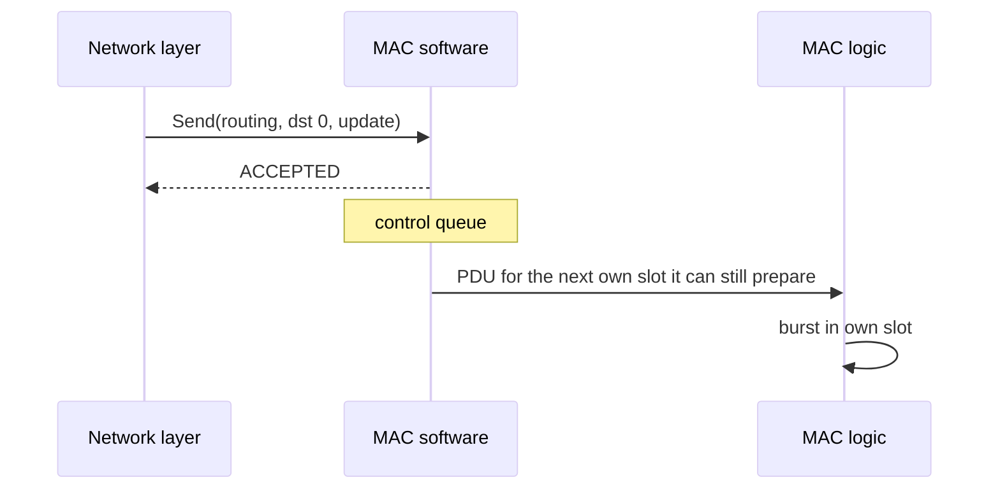 Network layer
MAC software
MAC logic
Send(routing, dst 0, update)
ACCEPTED
control queue
PDU for the next own slot it can still prepare
burst in own slot
Network layer
MAC software
MAC logic